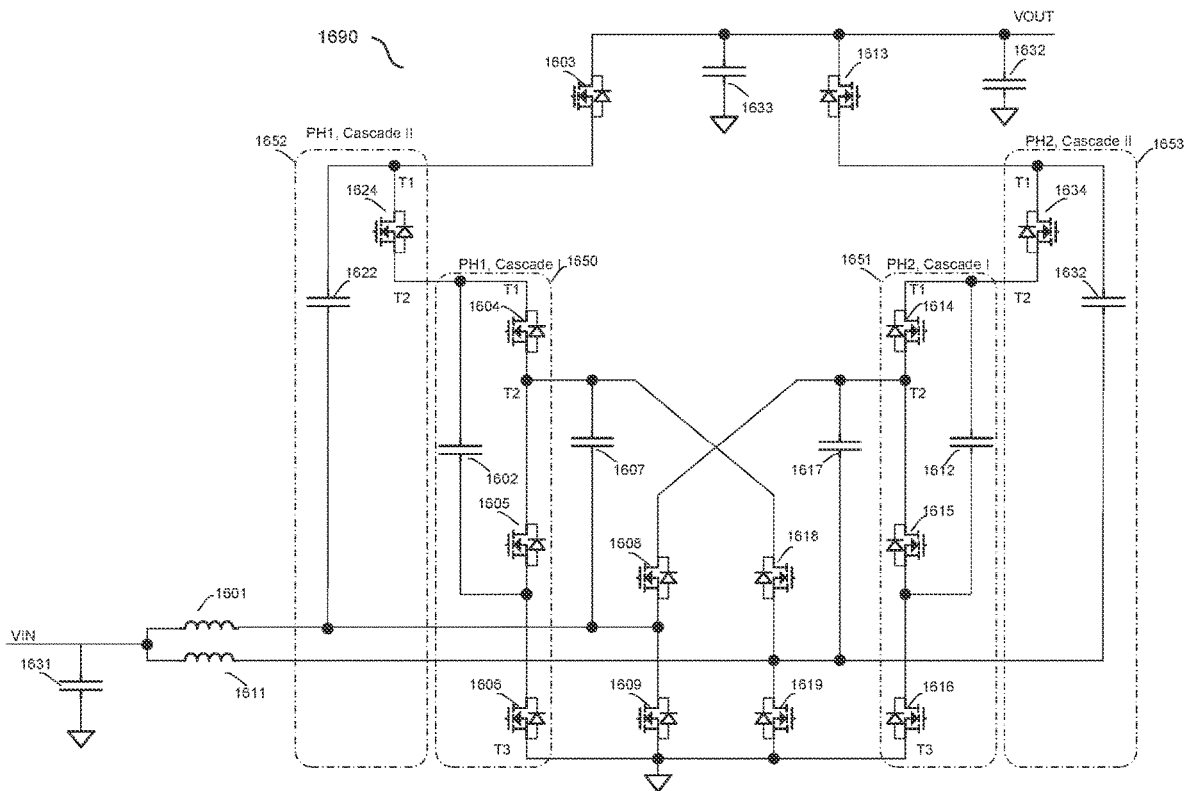 VOUT
1690
1603
1613
1632
1633
PH1, Cascade II
PH2, Cascade II
1652
1653
T1
T1
1624
1634
PH1, Cascade I
1650
1651
PH2, Cascade I
1622
T2
T1
T1
T2
1632
1604
1614
T2
T2
1602
1607
1617
1612
1605
1615
1608
1618
1601
VIN
1631
1611
1606
1609
1619
1616
T3
T3